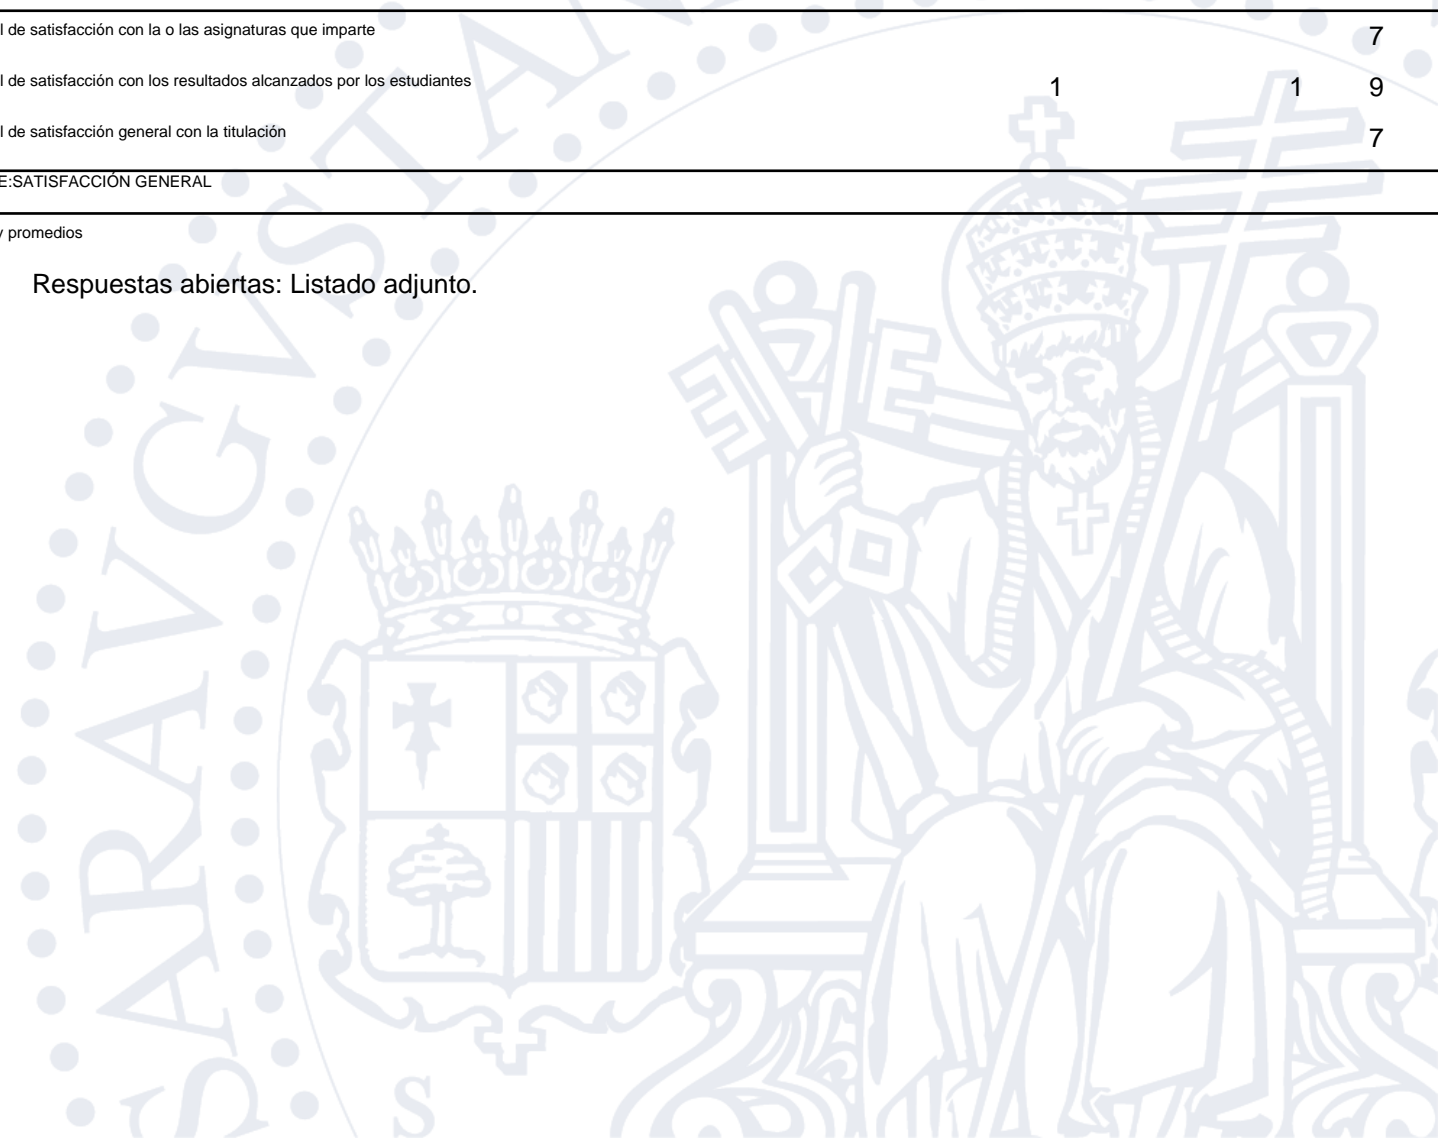 l de satisfacción con la o las asignaturas que imparte 7
l de satisfacción con los resultados alcanzados por los estudiantes 1 1 9
l de satisfacción general con la titulación 7
E:SATISFACCIÓN GENERAL
y promedios
Respuestas abiertas: Listado adjunto.
SARAVGVSTAN
S